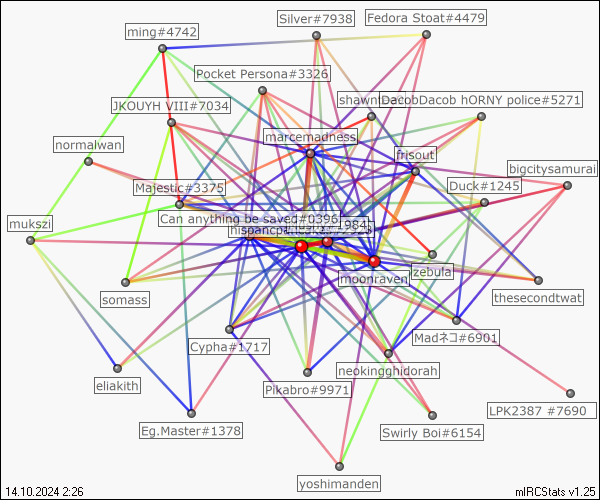 Silver#7938
Fedora Stoat#4479
ming#4742
Pocket Persona#3326
DacobDacob hORNY police#5271
JKOUYH VIII#7034
marcemadness
normalwan
frisout
bigcitysamurai
Majestic#3375
Duck#1245
Can anything be saved#0396
mukszi
moonraven
zebula
somass
thesecondtwat
Cypha#1717
Madネコ#6901
neokingghidorah
eliakith
Pikabro#9971
LPK2387 #7690
Eg.Master#1378
Swirly Boi#6154
yoshimanden
14.10.2024 2:26
mIRCStats v1.25